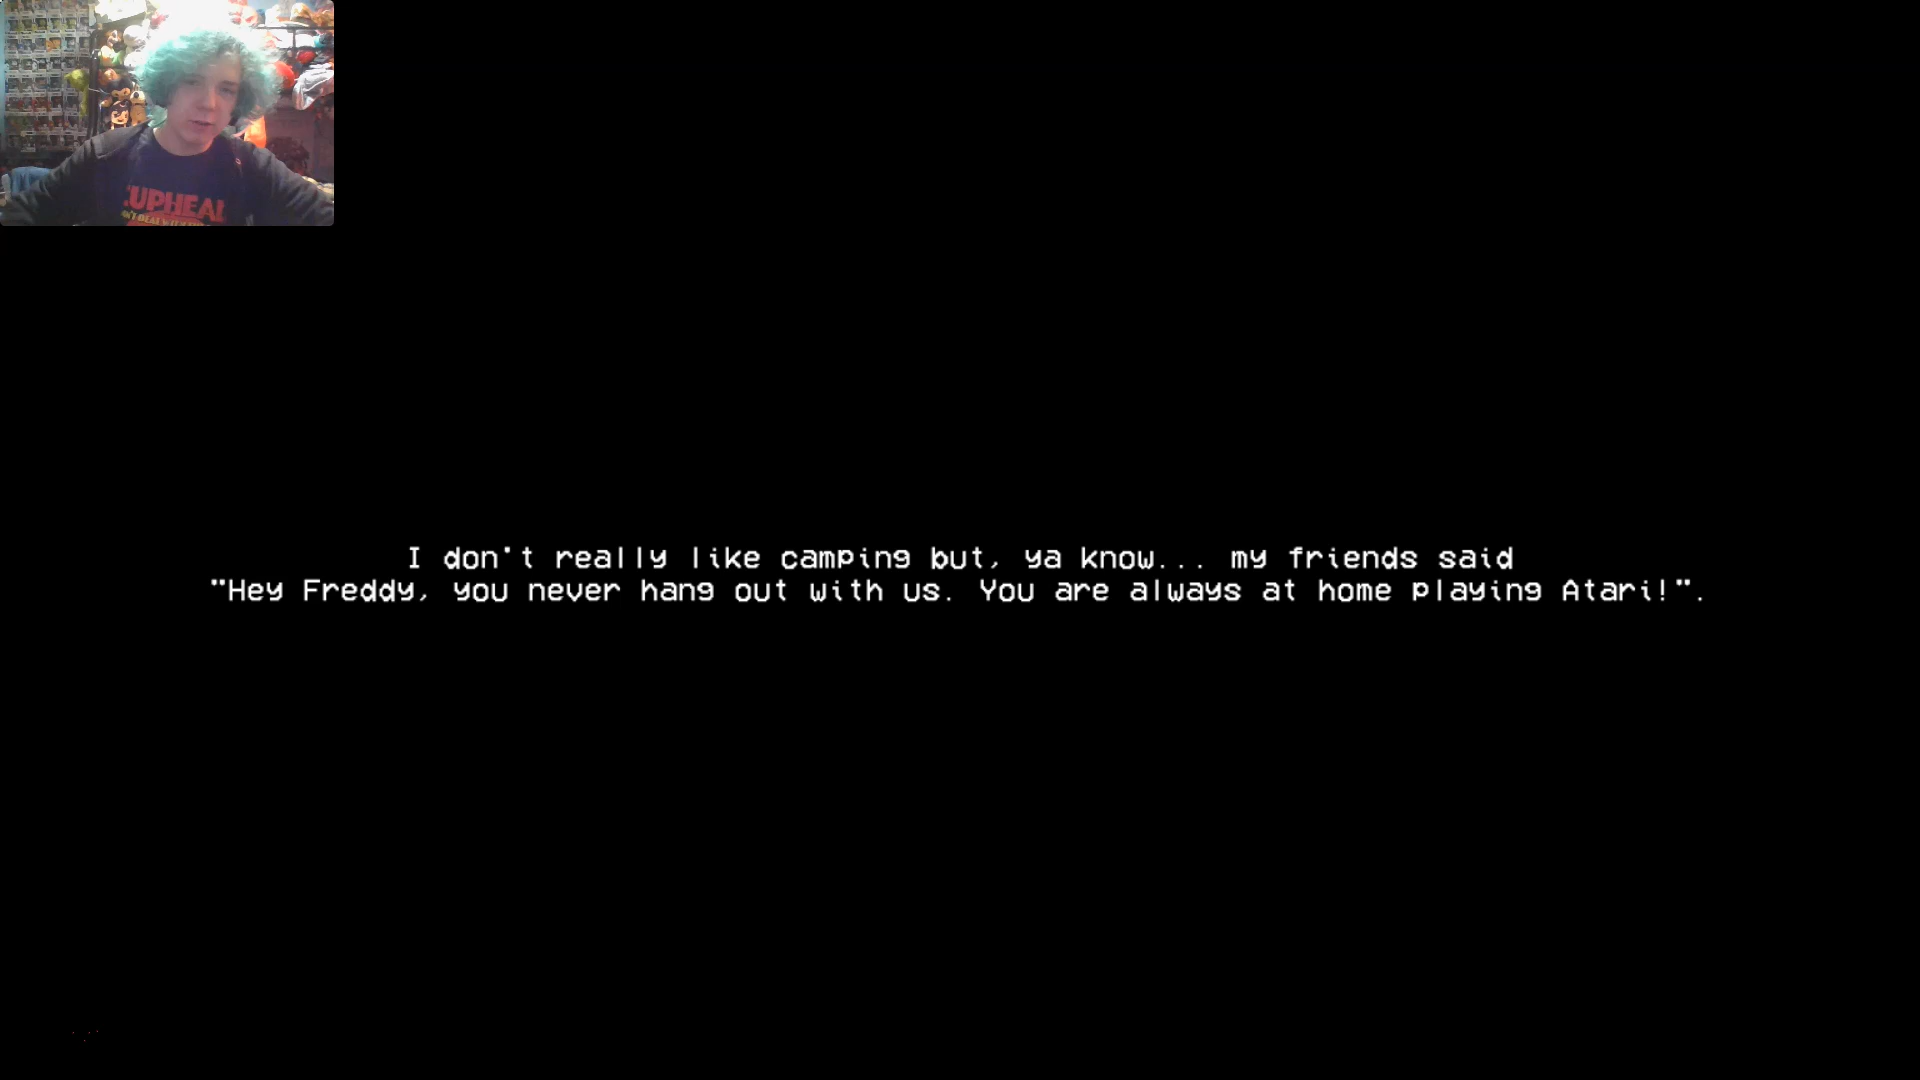 UPHEAL
I don't really like camping but, ya know... my friends said
"Hey Freddy, you never hang out with us. You are always at home playing Atari!".